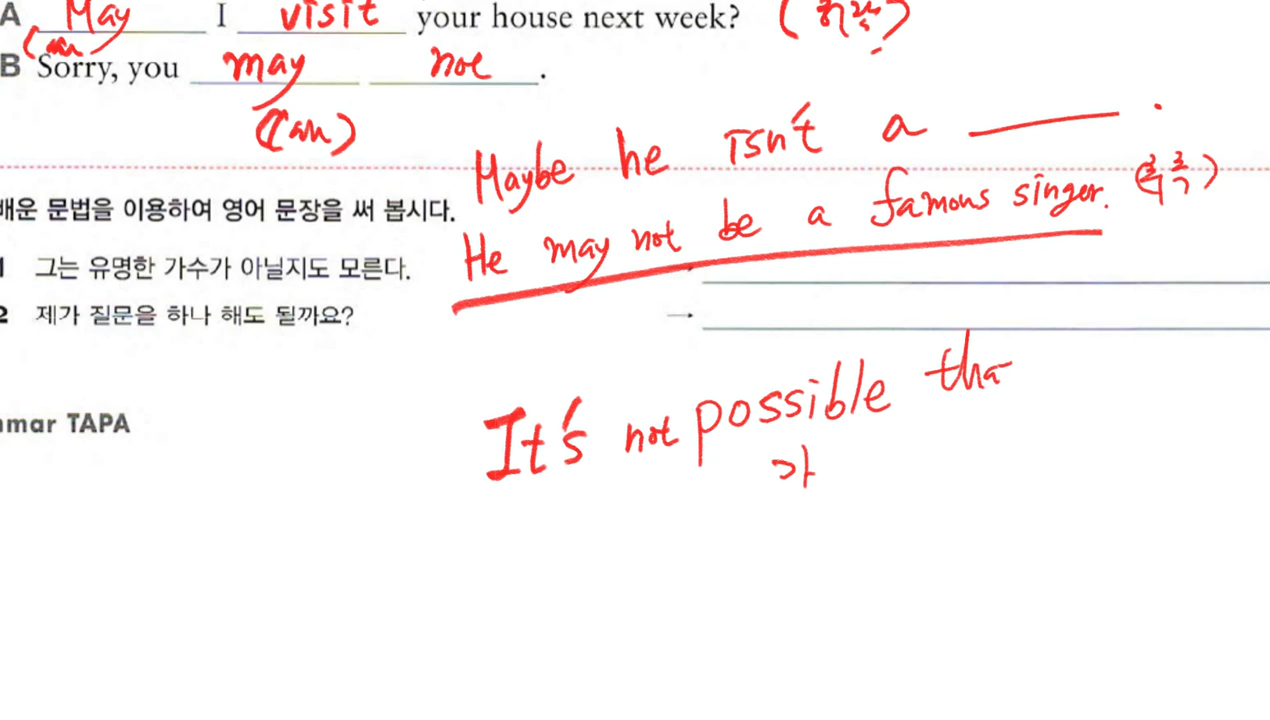 A May I visit your house next week? (허락)
(Can)
B Sorry, you may not.
(Can)
Maybe he isn't a .
배운 문법을 이용하여 영어 문장을 써 봅시다.
He may not be a famous singer. (추측)
1 그는 유명한 가수가 아닐지도 모른다.
2 제가 질문을 하나 해도 될까요? →
It's not possible tha
가
mmar TAPA